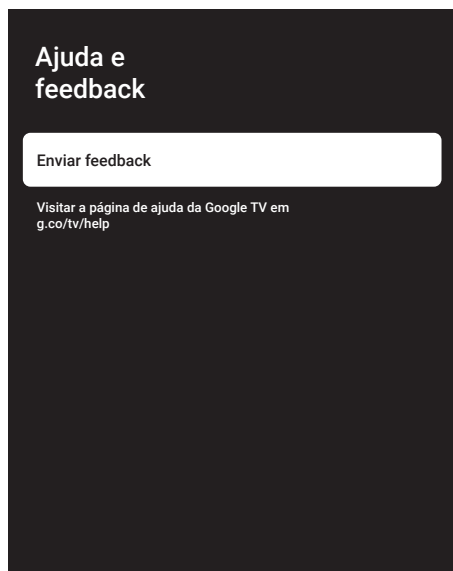 Ajuda e
feedback
Enviar feedback
Visitar a página de ajuda da Google TV em
g.co/tv/help